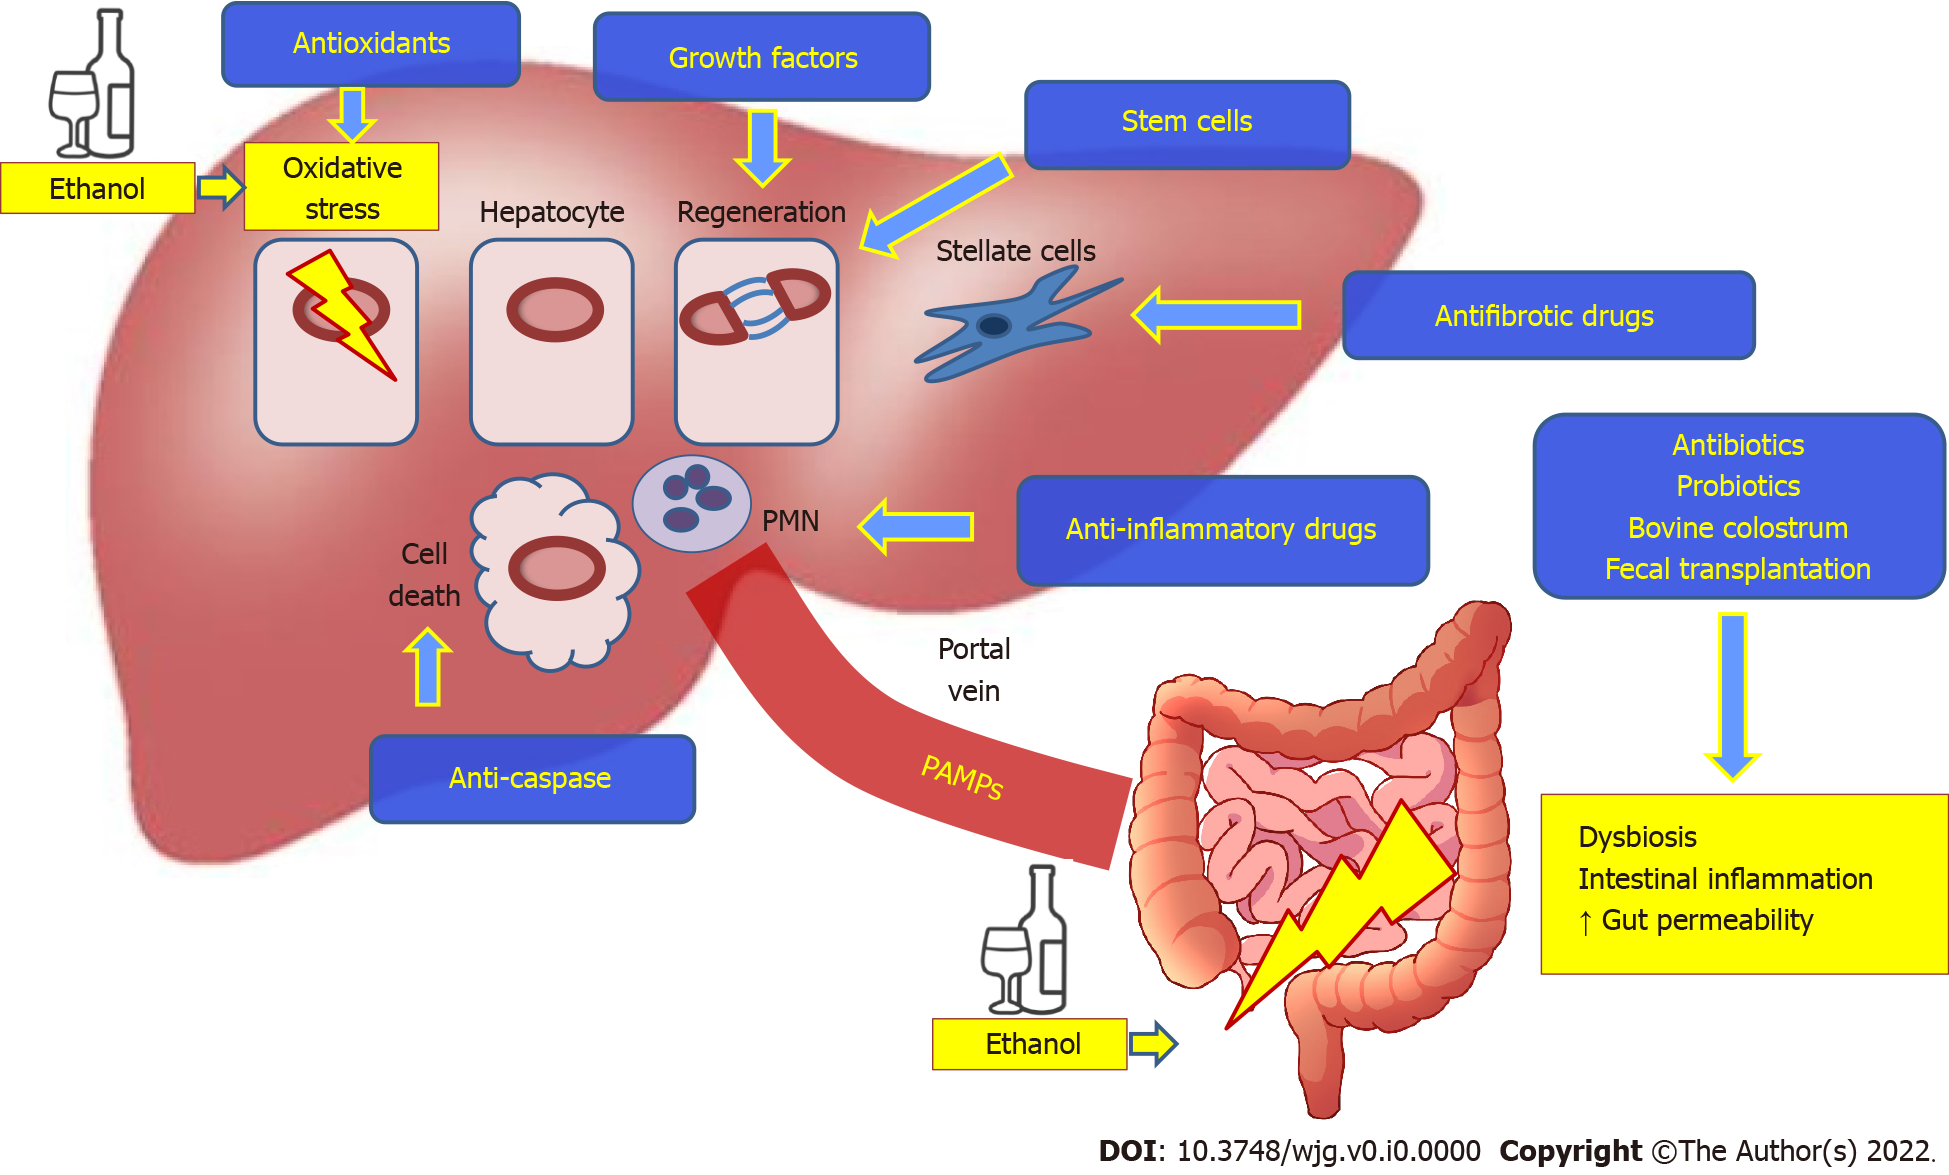 Antioxidants
Growth factors
Stem cells
Ethanol
Oxidative
stress
Hepatocyte
Regeneration
Stellate cells
Antifibrotic drugs
Antibiotics
Probiotics
Bovine colostrum
Fecal transplantation
PMN
Anti-inflammatory drugs
Cell
death
Portal
vein
Anti-caspase
PAMPs
Dysbiosis
Intestinal inflammation
↑ Gut permeability
Ethanol
DOI: 10.3748/wjg.v0.i0.0000 Copyright ©The Author(s) 2022.